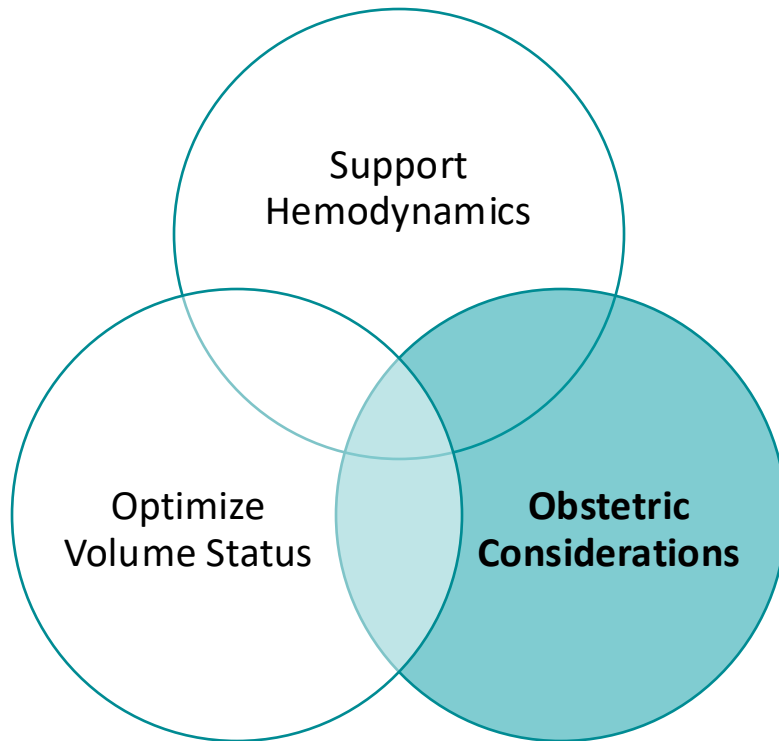 Support
Hemodynamics
Optimize
Volume Status
Obstetric
Considerations